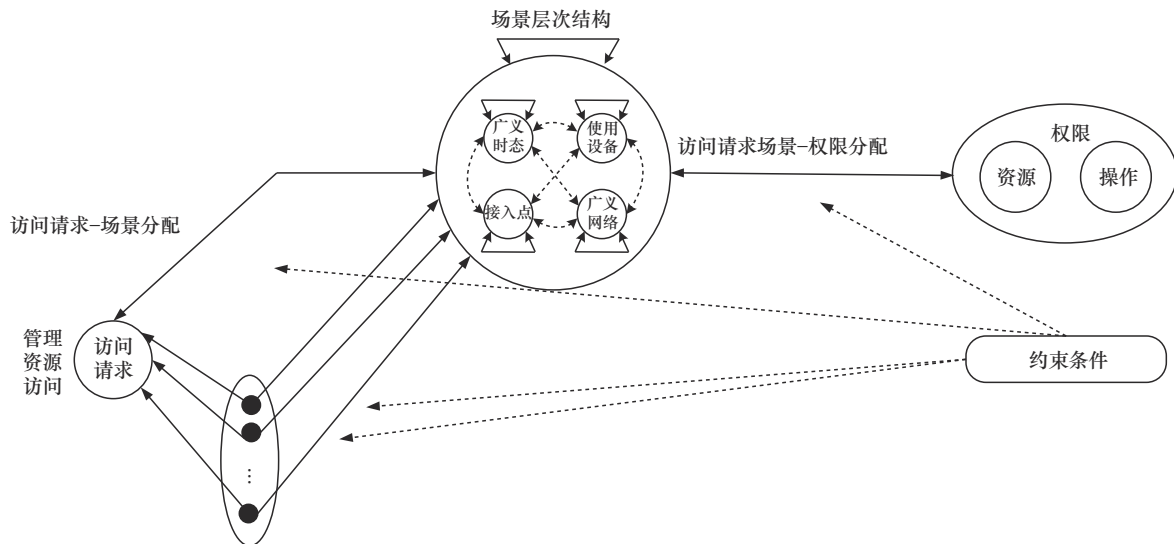 场景层次结构
广义
时态
使用
设备
接入点
广义
网络
访问请求场景–权限分配
权限
资源
操作
访问请求–场景分配
管理
资源
访问
访问
请求
约束条件
⋮